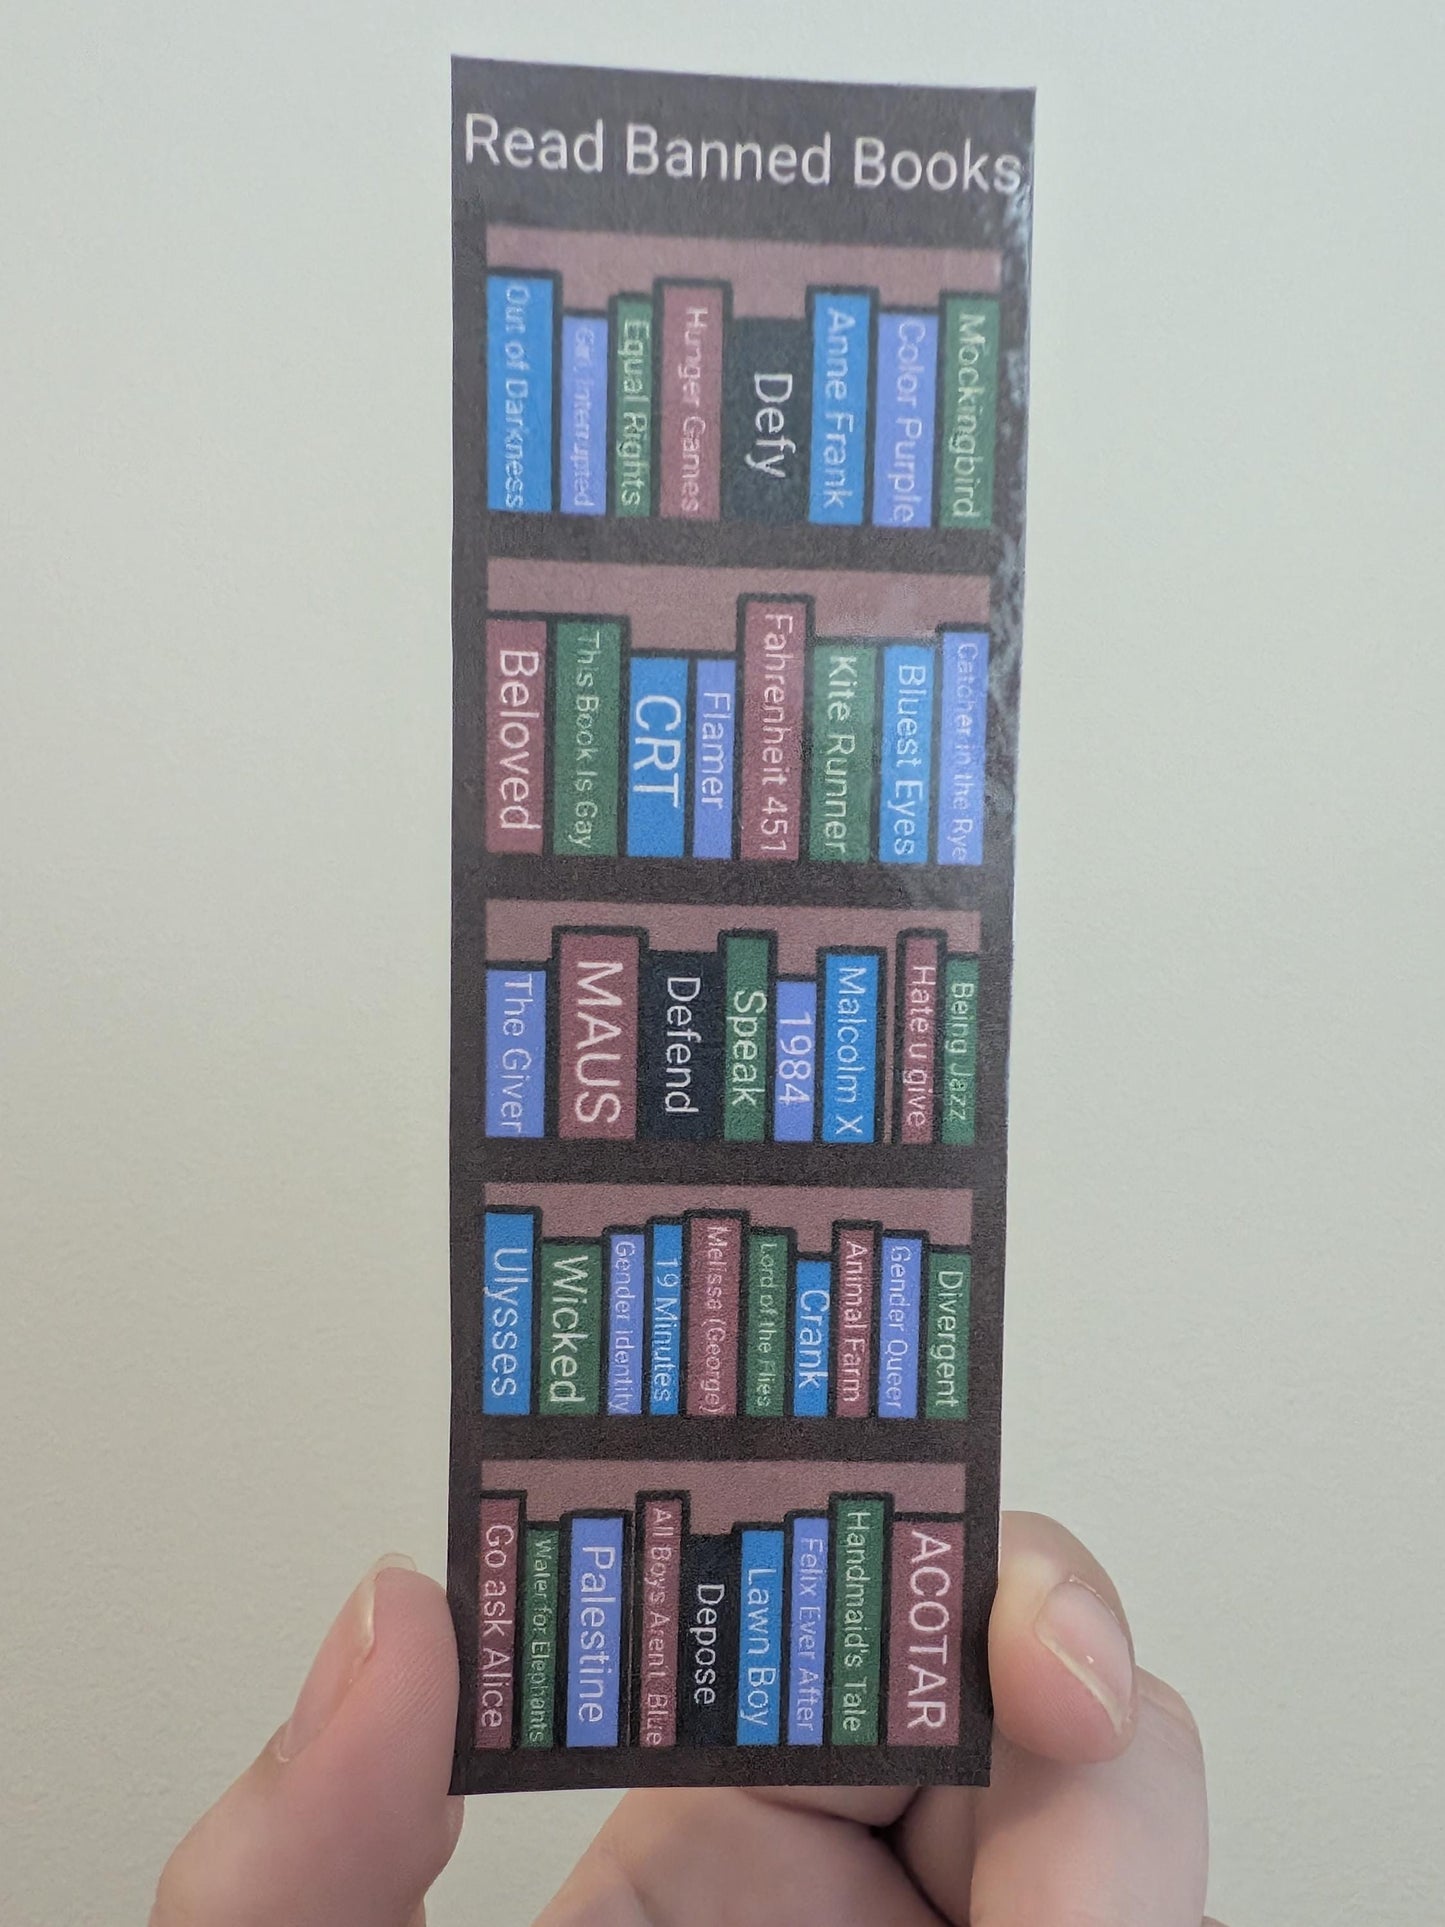 Read Banned Books
Out of Darkness
Girl, interrupted
Equal Rights
Hunger Games
Defy
Anne Frank
Color Purple
Mockingbird
Beloved
This Book Is Gay
CRT
Flamer
Fahrenheit 451
Kite Runner
Bluest Eyes
Catcher in the Rye
The Giver
MAUS
Defend
Speak
1984
Malcolm X
Hate u give
Being Jazz
Ulysses
Wicked
Gender identity
19 Minutes
Melissa (George)
Lord of the Flies
Crank
Animal Farm
Gender Queer
Divergent
Go ask Alice
Water for Elephants
Palestine
All Boys Arent Blue
Depose
Lawn Boy
Felix Ever After
Handmaid's Tale
ACOTAR